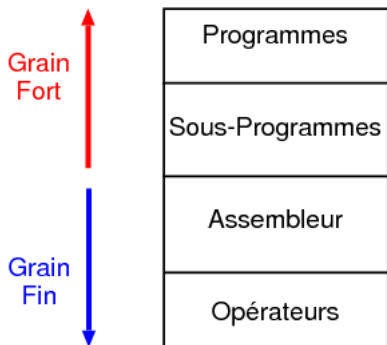 Programmes
Grain
Fort
Sous-Programmes
Assembleur
Grain
Fin
Opérateurs